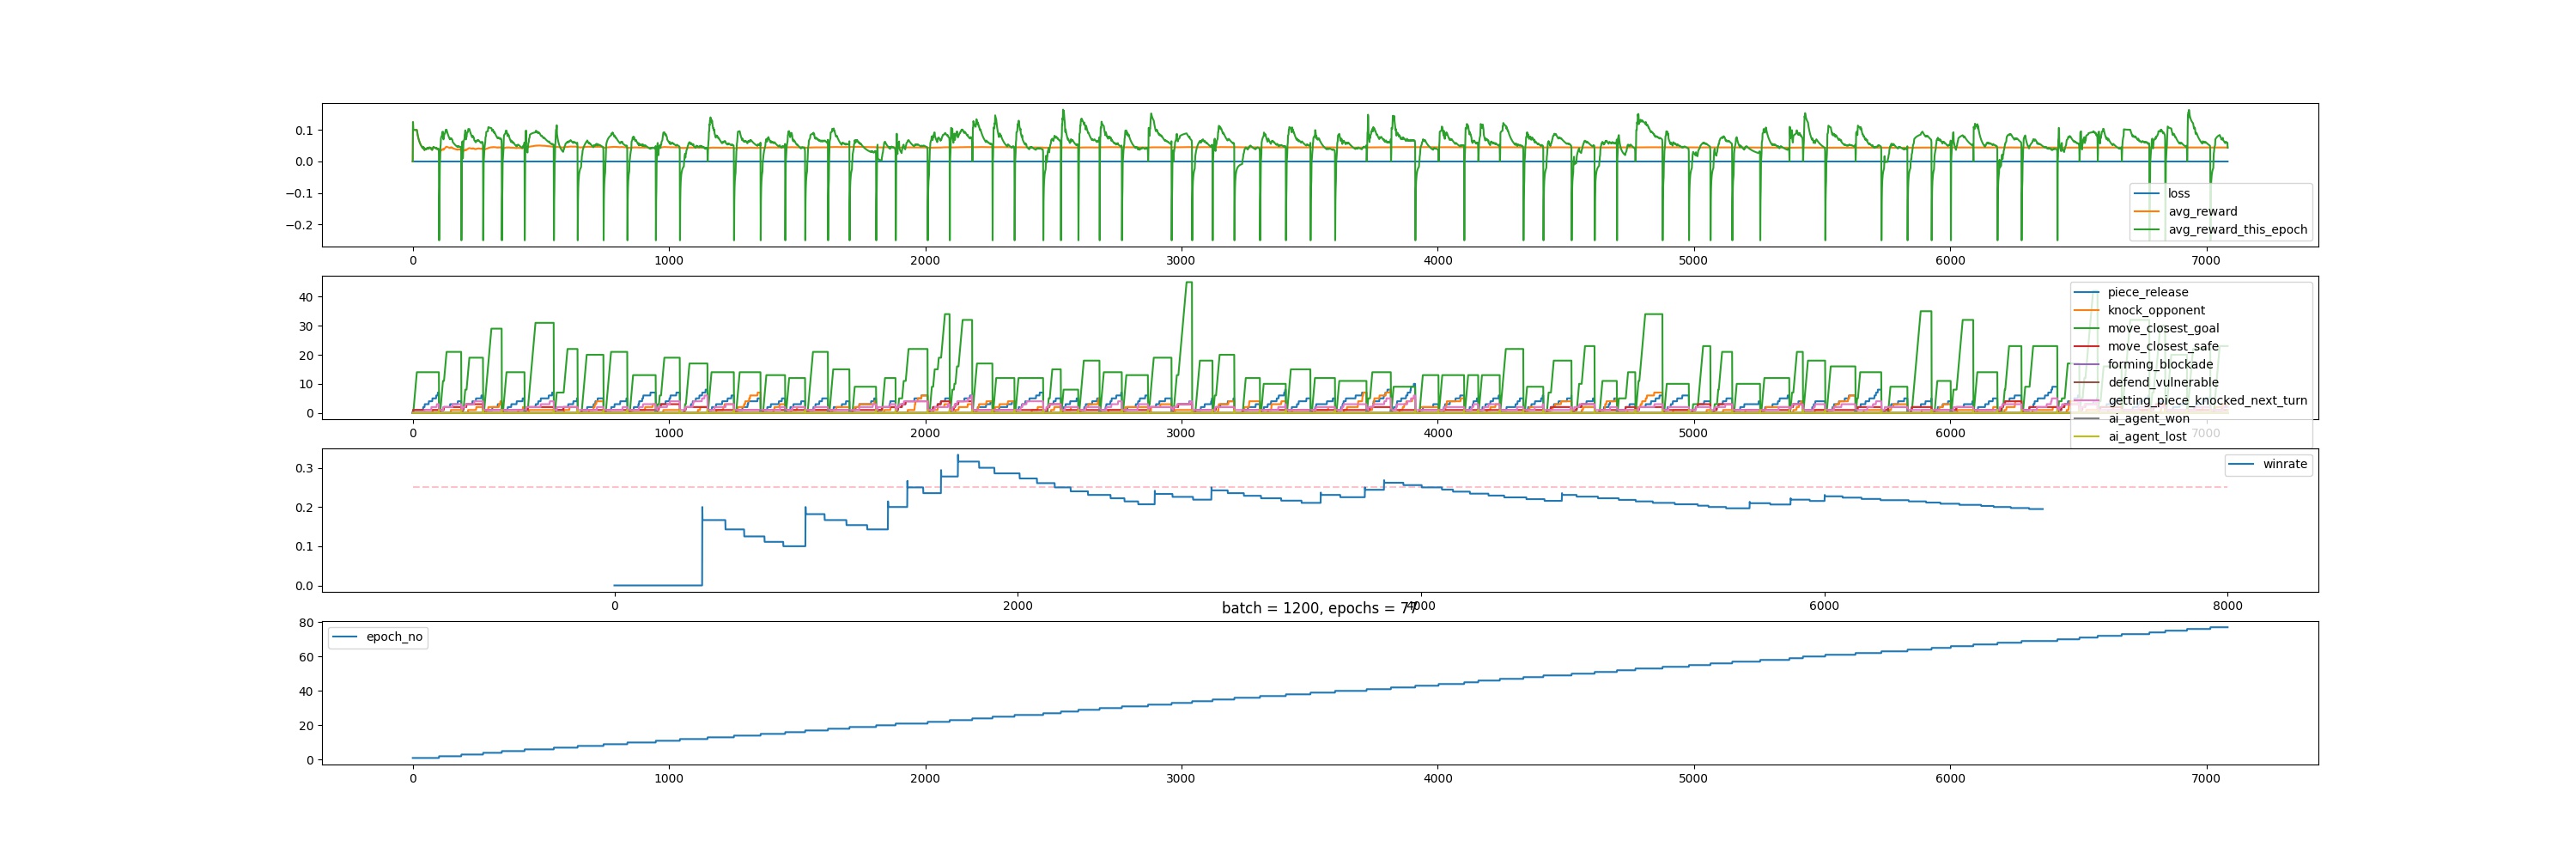 0.1
0.0
−0.1
−0.2
loss
avg_reward
avg_reward_this_epoch
0 1000 2000 3000 4000 5000 6000 7000
40
30
20
10
0
piece_release
knock_opponent
move_closest_goal
move_closest_safe
forming_blockade
defend_vulnerable
getting_piece_knocked_next_turn
ai_agent_won
ai_agent_lost
0 1000 2000 3000 4000 5000 6000 7000
0.3
0.2
0.1
0.0
winrate
0 2000 4000 6000 8000
batch = 1200, epochs = 77
80
60
40
20
0
epoch_no
0 1000 2000 3000 4000 5000 6000 7000